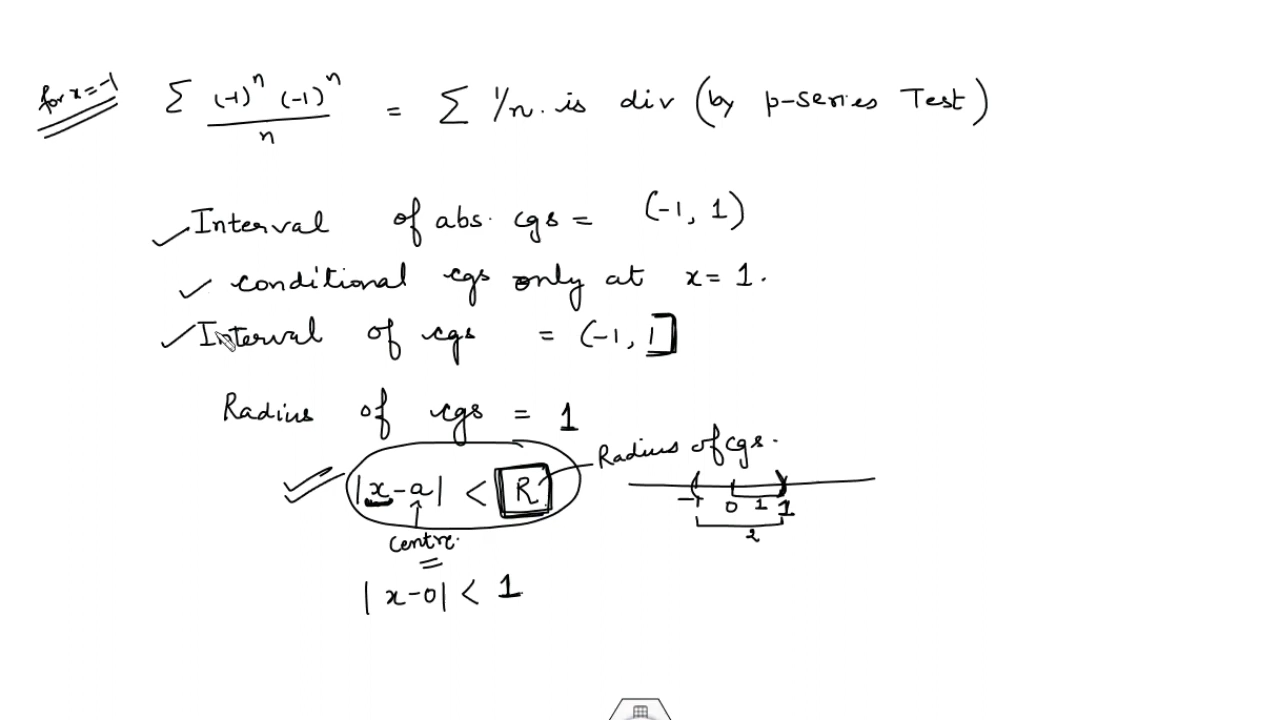 for x=-1 Σ (-1)ⁿ (-1)ⁿ / n = Σ 1/n. is div (by p-series Test)
Interval of abs. cgs = (-1, 1)
conditional cgs only at x = 1.
Interval of cgs = (-1, 1]
Radius of cgs = 1
|x-a| < R Radius of cgs.
-1 0 1 1
2
Centre.
|x-0| < 1